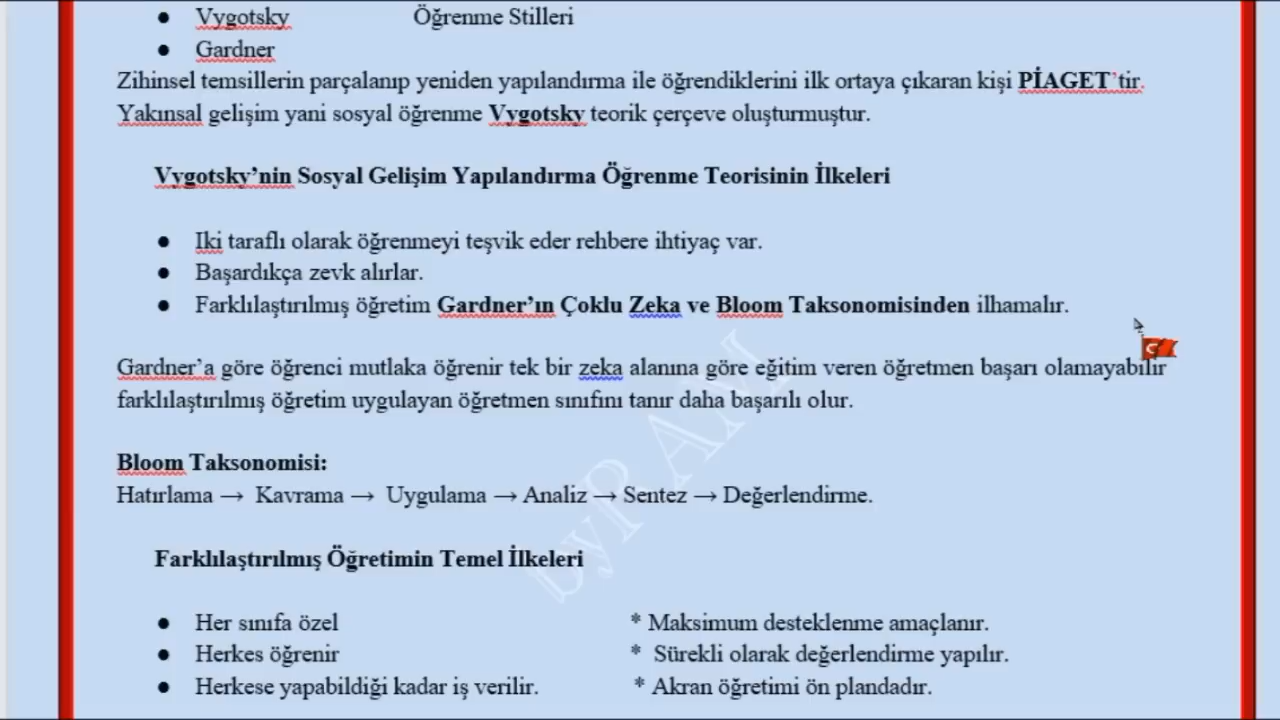 ● Vygotsky Öğrenme Stilleri
● Gardner
Zihinsel temsillerin parçalanıp yeniden yapılandırma ile öğrendiklerini ilk ortaya çıkaran kişi PİAGET'tir.
Yakınsal gelişim yani sosyal öğrenme Vygotsky teorik çerçeve oluşturmuştur.
Vygotsky'nin Sosyal Gelişim Yapılandırma Öğrenme Teorisinin İlkeleri
● Iki taraflı olarak öğrenmeyi teşvik eder rehbere ihtiyaç var.
● Başardıkça zevk alırlar.
● Farklılaştırılmış öğretim Gardner'ın Çoklu Zeka ve Bloom Taksonomisinden ilhamalır.
Gardner'a göre öğrenci mutlaka öğrenir tek bir zeka alanına göre eğitim veren öğretmen başarı olamayabilir
farklılaştırılmış öğretim uygulayan öğretmen sınıfını tanır daha başarılı olur.
Bloom Taksonomisi:
Hatırlama → Kavrama → Uygulama → Analiz → Sentez → Değerlendirme.
Farklılaştırılmış Öğretimin Temel İlkeleri
● Her sınıfa özel * Maksimum desteklenme amaçlanır.
● Herkes öğrenir * Sürekli olarak değerlendirme yapılır.
● Herkese yapabildiği kadar iş verilir. * Akran öğretimi ön plandadır.
byRAM